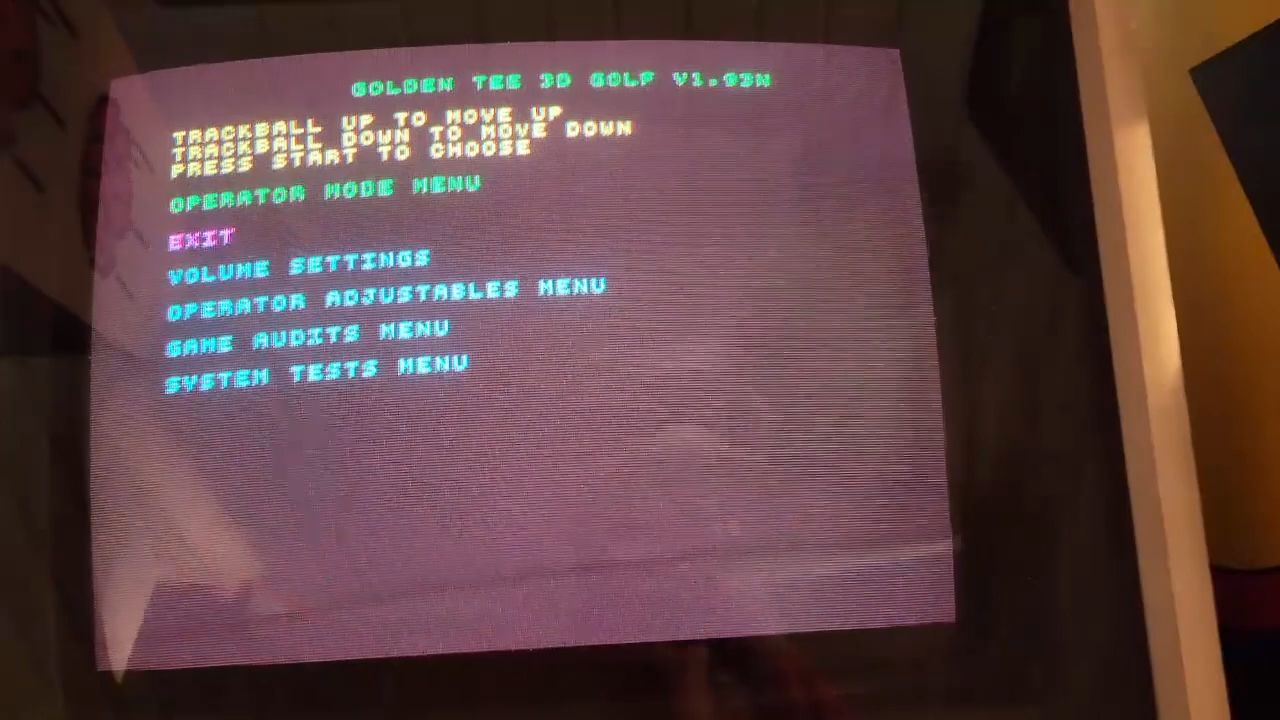 GOLDEN TEE 3D GOLF V1.93N
TRACKBALL UP TO MOVE UP
TRACKBALL DOWN TO MOVE DOWN
PRESS START TO CHOOSE
OPERATOR MODE MENU
EXIT
VOLUME SETTINGS
OPERATOR ADJUSTABLES MENU
GAME AUDITS MENU
SYSTEM TESTS MENU